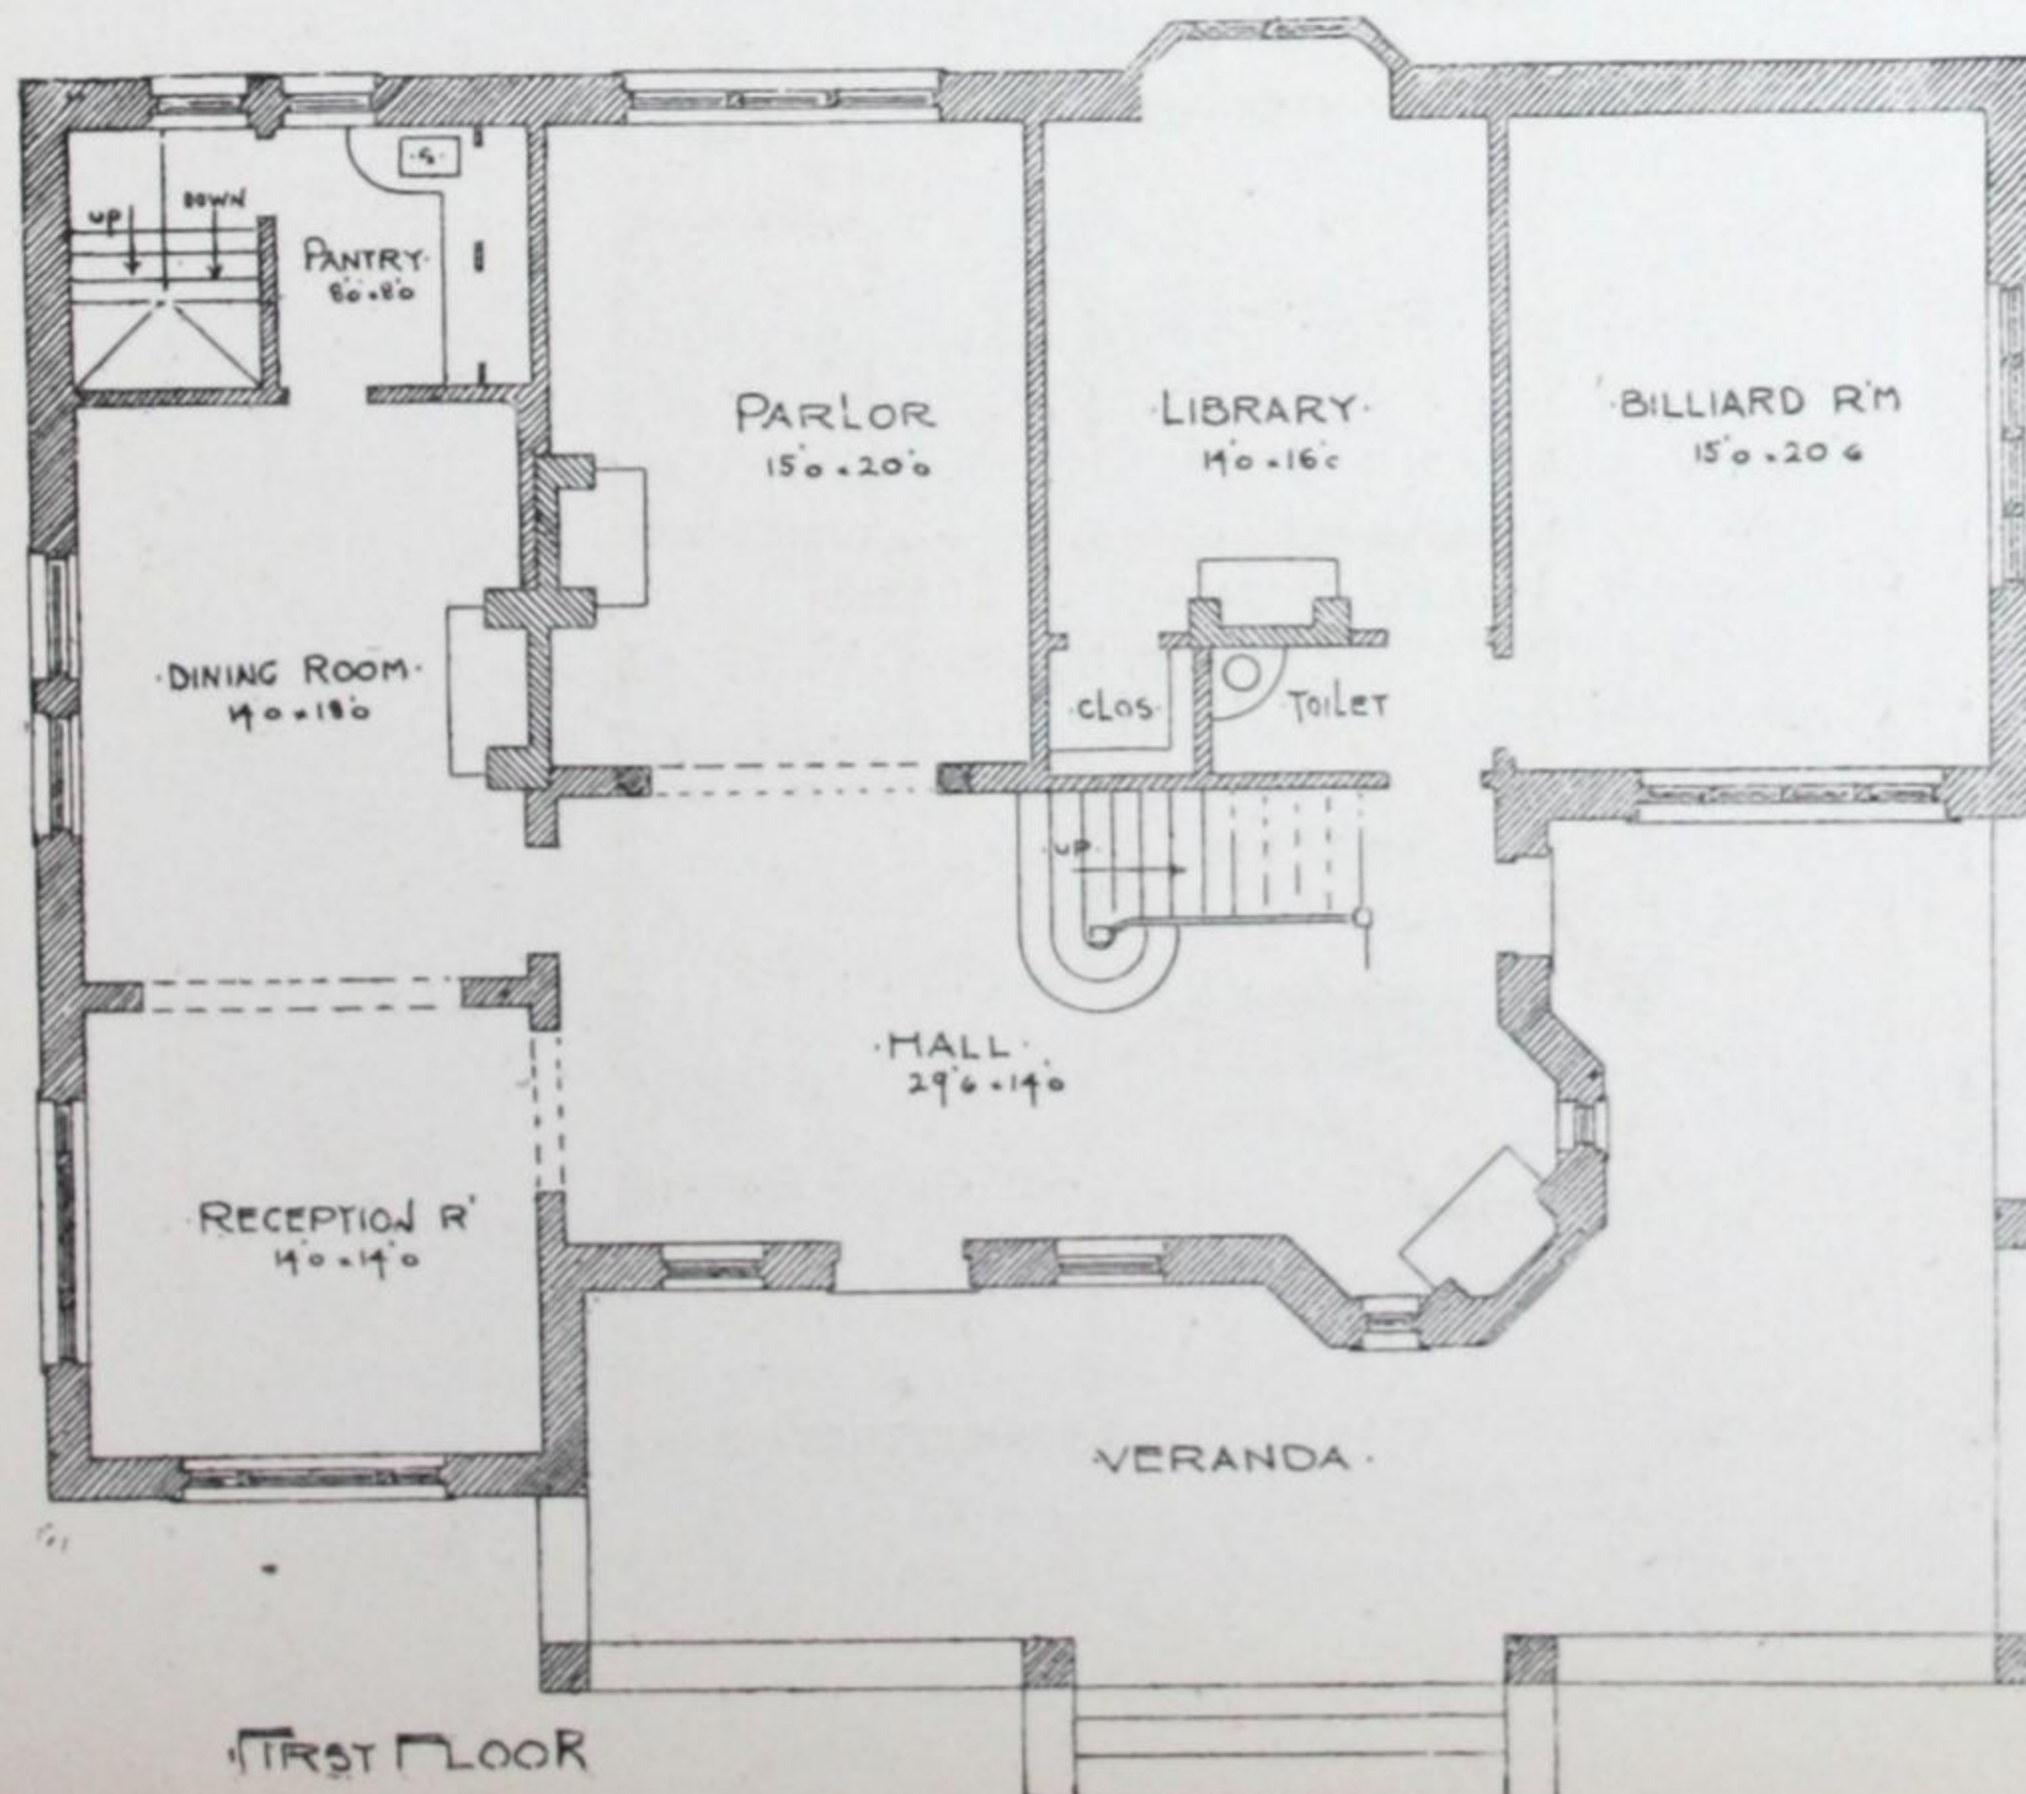 UP
DOWN
·S·
PANTRY·
8'0 × 8'0
PARLOR
15'0 × 20'0
·LIBRARY·
14'0 × 16'
·BILLIARD R'M
15'0 × 20 6
·DINING ROOM·
14 0 × 18'0
·CLOS·
TOILET
·UP·
·HALL·
29'6 × 14'0
·RECEPTION R'
14'0 × 14'0
·VERANDA·
·FIRST FLOOR